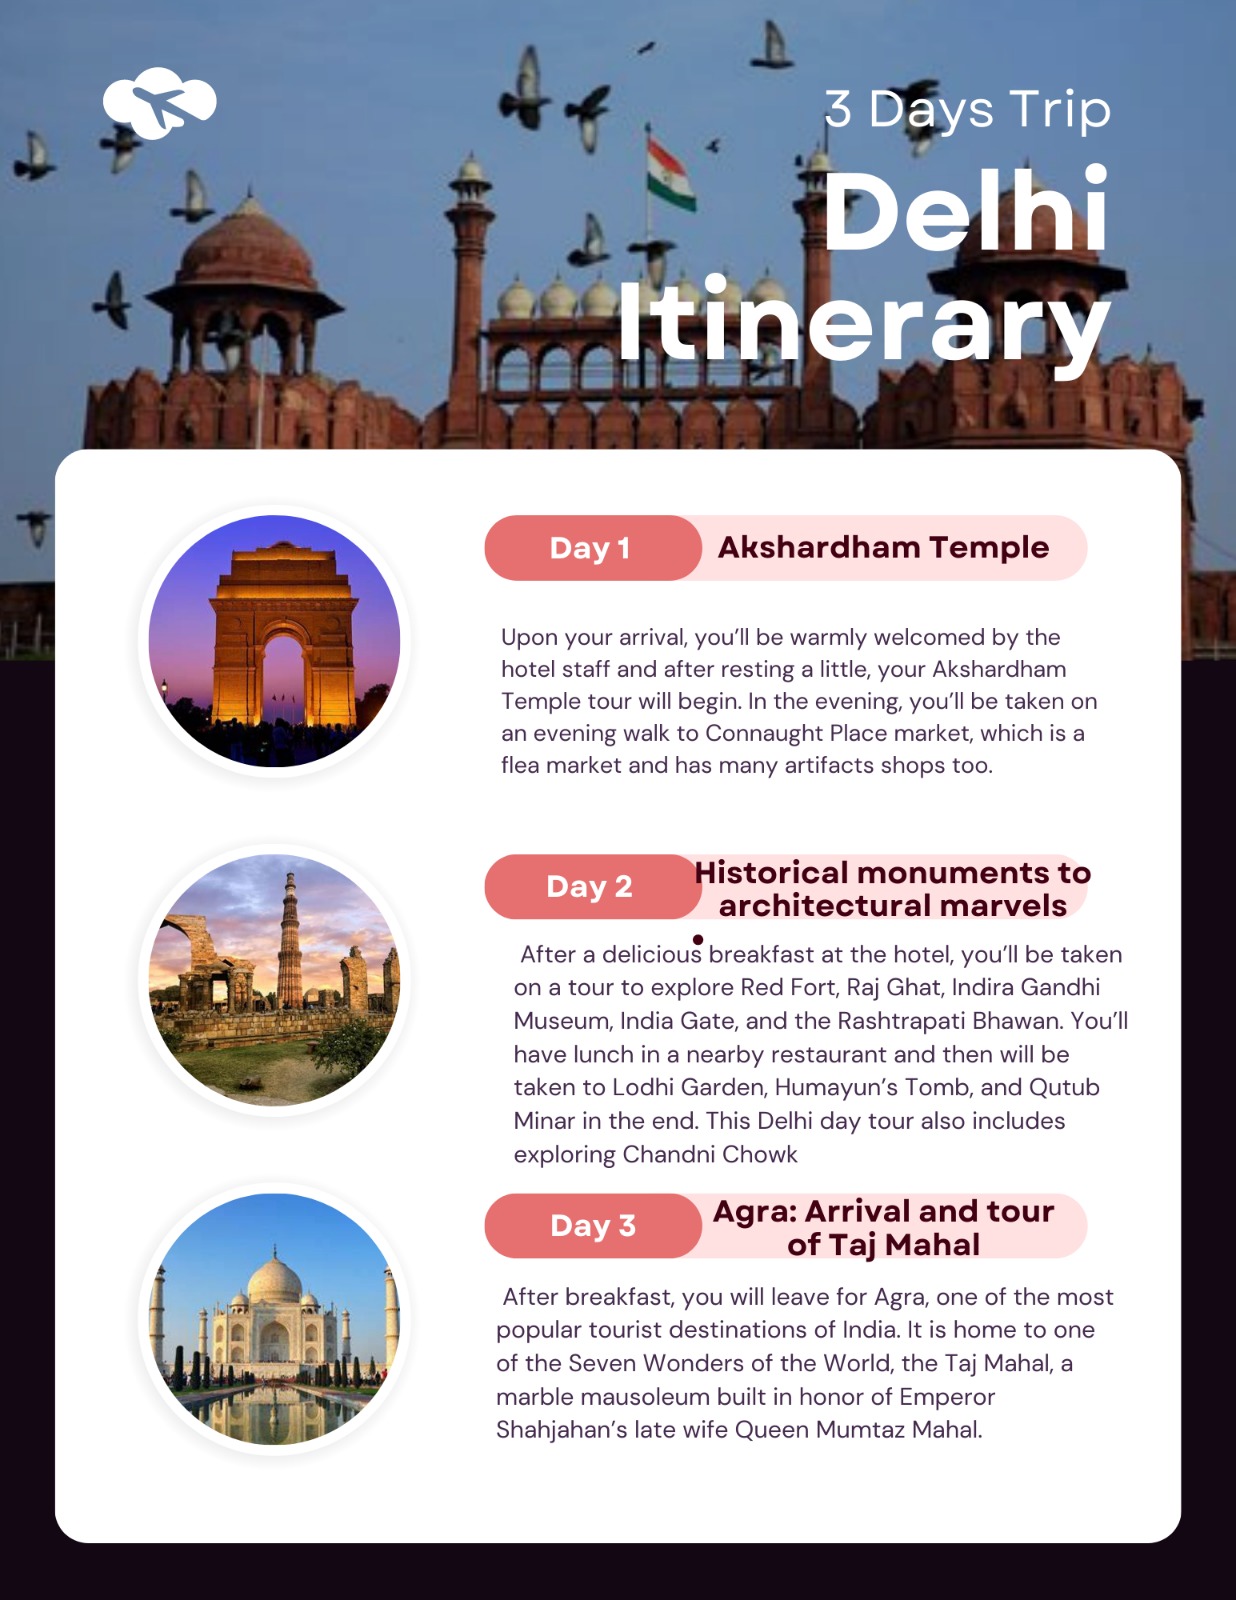 3 Days Trip
Delhi
Itinerary
Day 1
Akshardham Temple
Upon your arrival, you’ll be warmly welcomed by the
hotel staff and after resting a little, your Akshardham
Temple tour will begin. In the evening, you’ll be taken on
an evening walk to Connaught Place market, which is a
flea market and has many artifacts shops too.
Day 2
Historical monuments to
architectural marvels
After a delicious breakfast at the hotel, you’ll be taken
on a tour to explore Red Fort, Raj Ghat, Indira Gandhi
Museum, India Gate, and the Rashtrapati Bhawan. You’ll
have lunch in a nearby restaurant and then will be
taken to Lodhi Garden, Humayun’s Tomb, and Qutub
Minar in the end. This Delhi day tour also includes
exploring Chandni Chowk
Day 3
Agra: Arrival and tour
of Taj Mahal
After breakfast, you will leave for Agra, one of the most
popular tourist destinations of India. It is home to one
of the Seven Wonders of the World, the Taj Mahal, a
marble mausoleum built in honor of Emperor
Shahjahan’s late wife Queen Mumtaz Mahal.